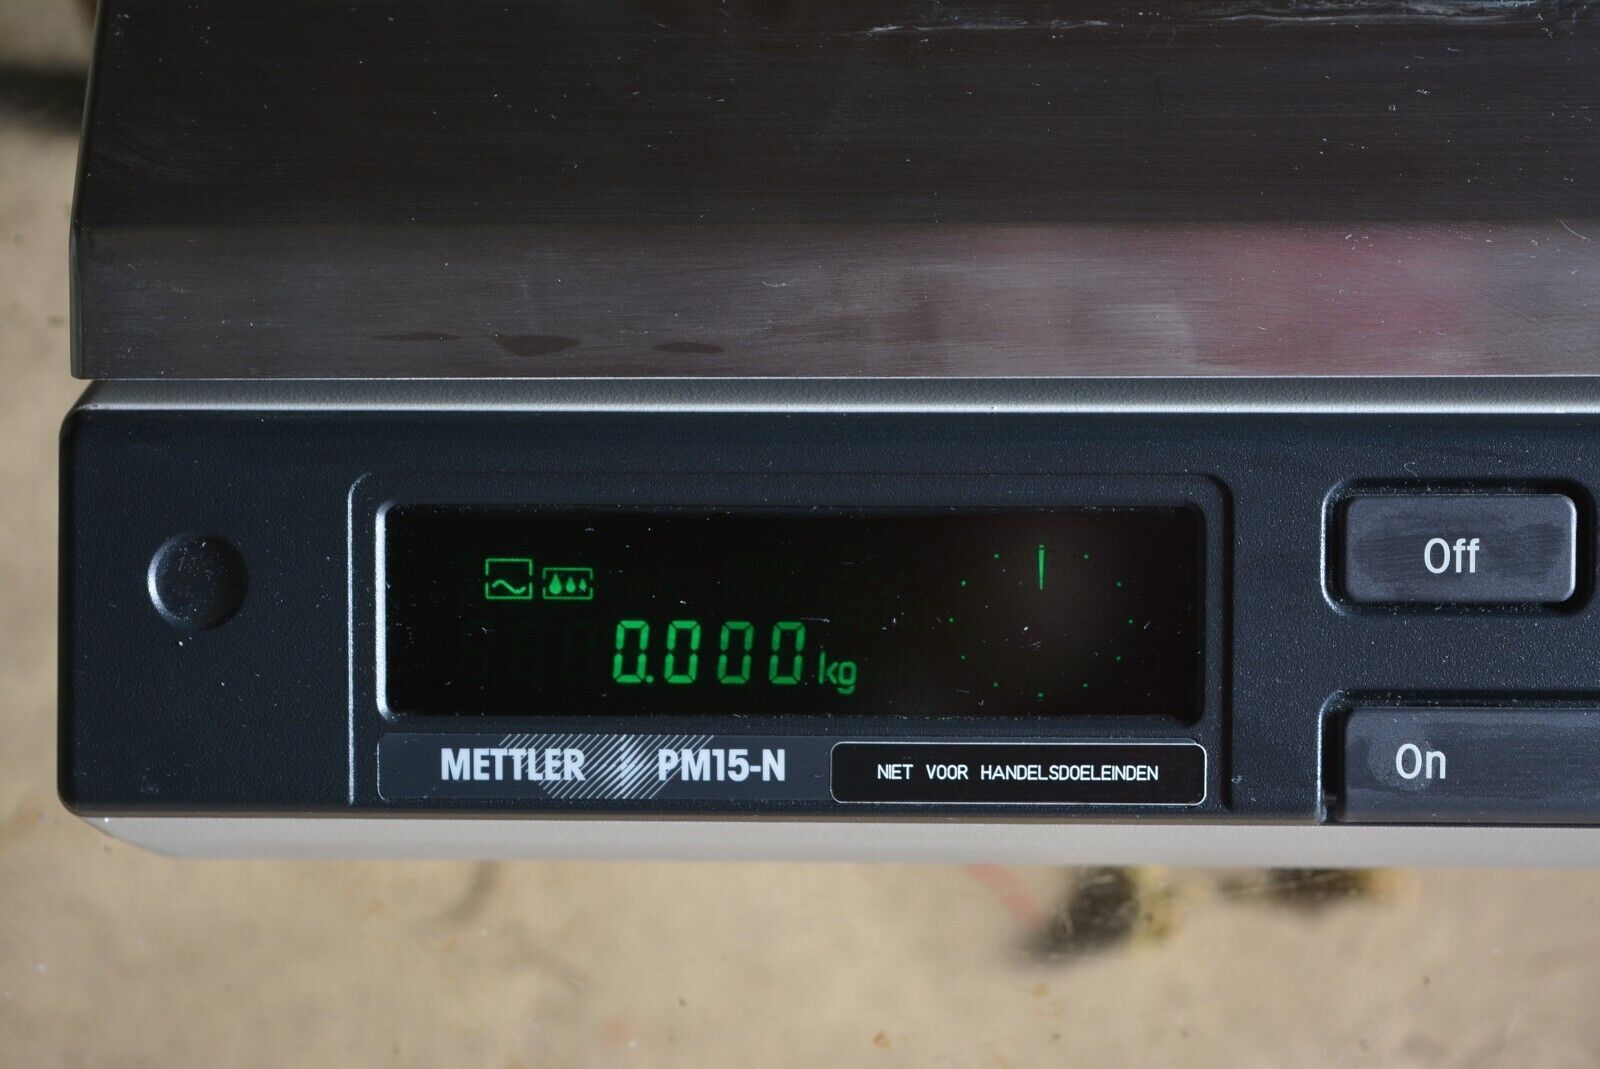 0.000 kg
METTLER PM15-N
NIET VOOR HANDELSDOELEINDEN
Off
On